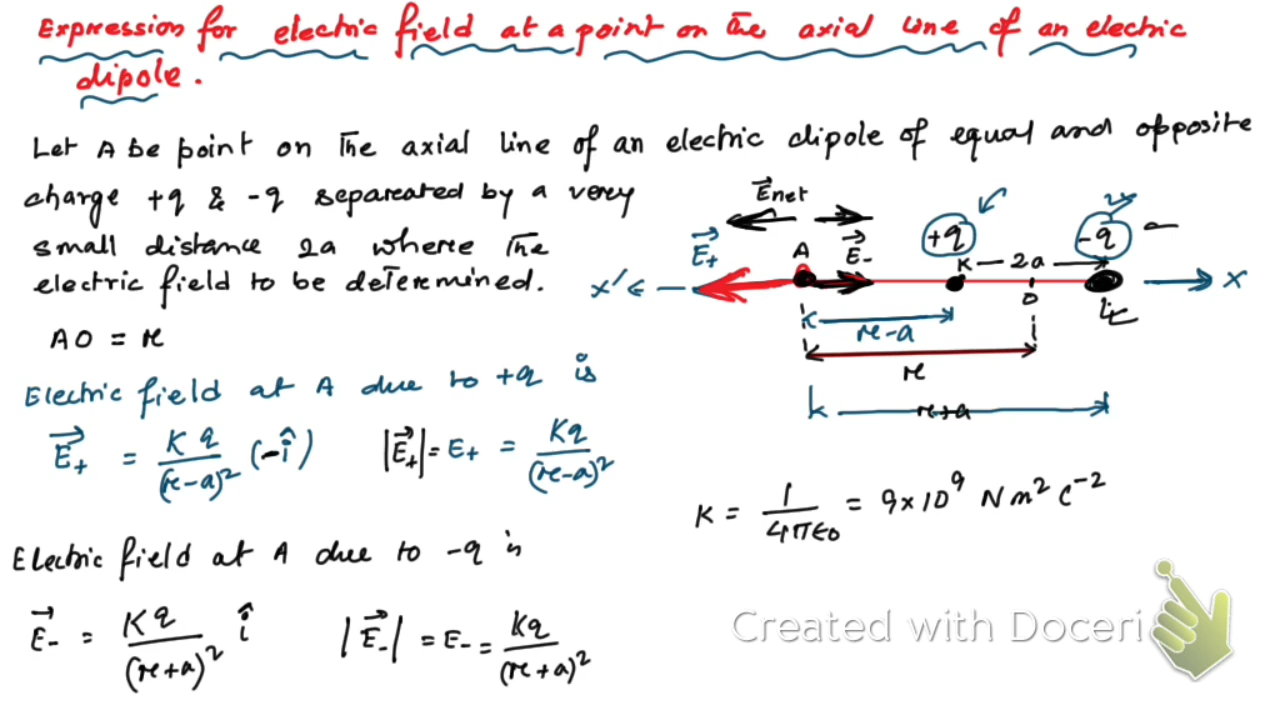 Expression for electric field at a point on the axial line of an electric
dipole.
Let A be point on the axial line of an electric dipole of equal and opposite
charge +q & -q separated by a very
small distance 2a where the
electric field to be determined.
AO = r
Electric field at A due to +q is
E⃗₊ = Kq/(r-a)² (-î) |E⃗₊| = E₊ = Kq/(r-a)²
Electric field at A due to -q is
E⃗₋ = Kq/(r+a)² î |E⃗₋| = E₋ = Kq/(r+a)²
E⃗net
E⃗₊ A E⃗₋ +q -q
2a
X' O X
r-a
r
r+a
K = 1/4πε₀ = 9×10⁹ Nm²C⁻²
Created with Doceri